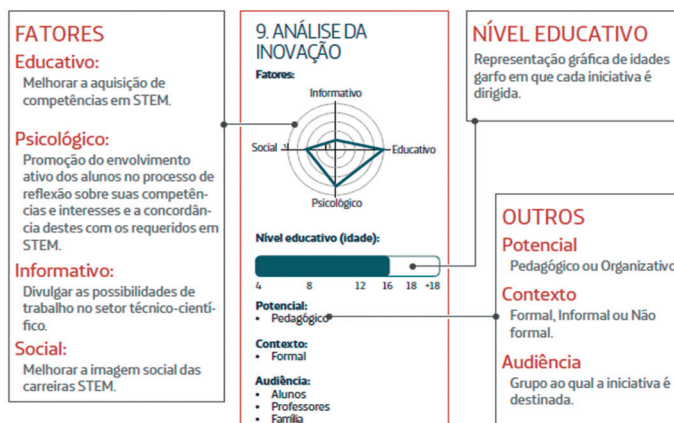 FATORES
Educativo:
Melhorar a aquisição de
competências em STEM.
Psicológico:
Promoção do envolvimento
ativo dos alunos no processo de
reflexão sobre suas competên-
cias e interesses e a concordân-
cia destes com os requeridos em
STEM.
Informativo:
Divulgar as possibilidades de
trabalho no setor técnico-cientí-
fico.
Social:
Melhorar a imagem social das
carreiras STEM.
9. ANÁLISE DA
INOVAÇÃO
Fatores:
Informativo
Social
Educativo
Psicológico
Nível educativo (idade):
4 8 12 16 18 +18
Potencial:
• Pedagógico
Contexto:
• Formal
Audiência:
• Alunos
• Professores
• Família
NÍVEL EDUCATIVO
Representação gráfica de idades
garfo em que cada iniciativa é
dirigida.
OUTROS
Potencial
Pedagógico ou Organizativo
Contexto
Formal, Informal ou Não
formal.
Audiência
Grupo ao qual a iniciativa é
destinada.